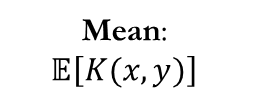 Mean:
𝔼[𝐾(𝑥, 𝑦)]